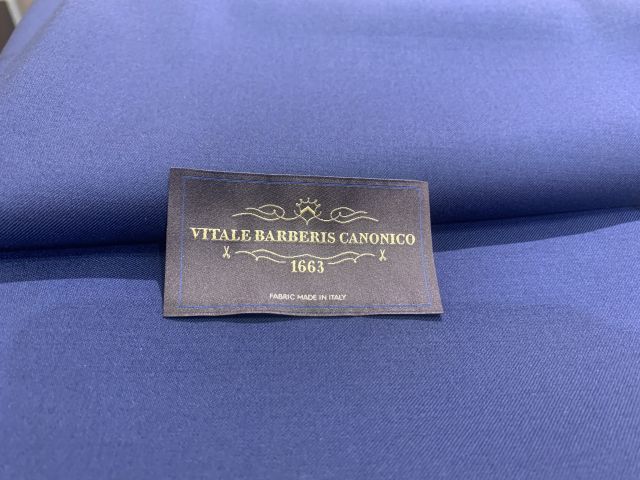 VITALE BARBERIS CANONICO
1663
FABRIC MADE IN ITALY